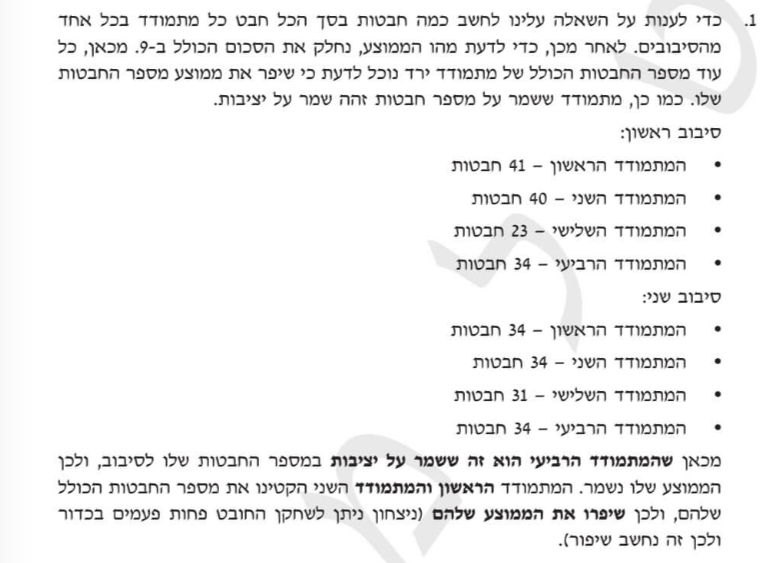 1. כדי לענות על השאלה עלינו לחשב כמה חבטות בסך הכל חבט כל מתמודד בכל אחד
מהסיבובים. לאחר מכן, כדי לדעת מהו הממוצע, נחלק את הסכום הכולל ב-9. מכאן, כל
עוד מספר החבטות הכולל של מתמודד ירד נוכל לדעת כי שיפר את ממוצע מספר החבטות
שלו. כמו כן, מתמודד ששמר על מספר חבטות זהה שמר על יציבות.
סיבוב ראשון:
• המתמודד הראשון – 41 חבטות
• המתמודד השני – 40 חבטות
• המתמודד השלישי – 23 חבטות
• המתמודד הרביעי – 34 חבטות
סיבוב שני:
• המתמודד הראשון – 34 חבטות
• המתמודד השני – 34 חבטות
• המתמודד השלישי – 31 חבטות
• המתמודד הרביעי – 34 חבטות
מכאן שהמתמודד הרביעי הוא זה ששמר על יציבות במספר החבטות שלו לסיבוב, ולכן
הממוצע שלו נשמר. המתמודד הראשון והמתמודד השני הקטינו את מספר החבטות הכולל
שלהם, ולכן שיפרו את הממוצע שלהם (ניצחון ניתן לשחקן החובט פחות פעמים בכדור
ולכן זה נחשב שיפור).